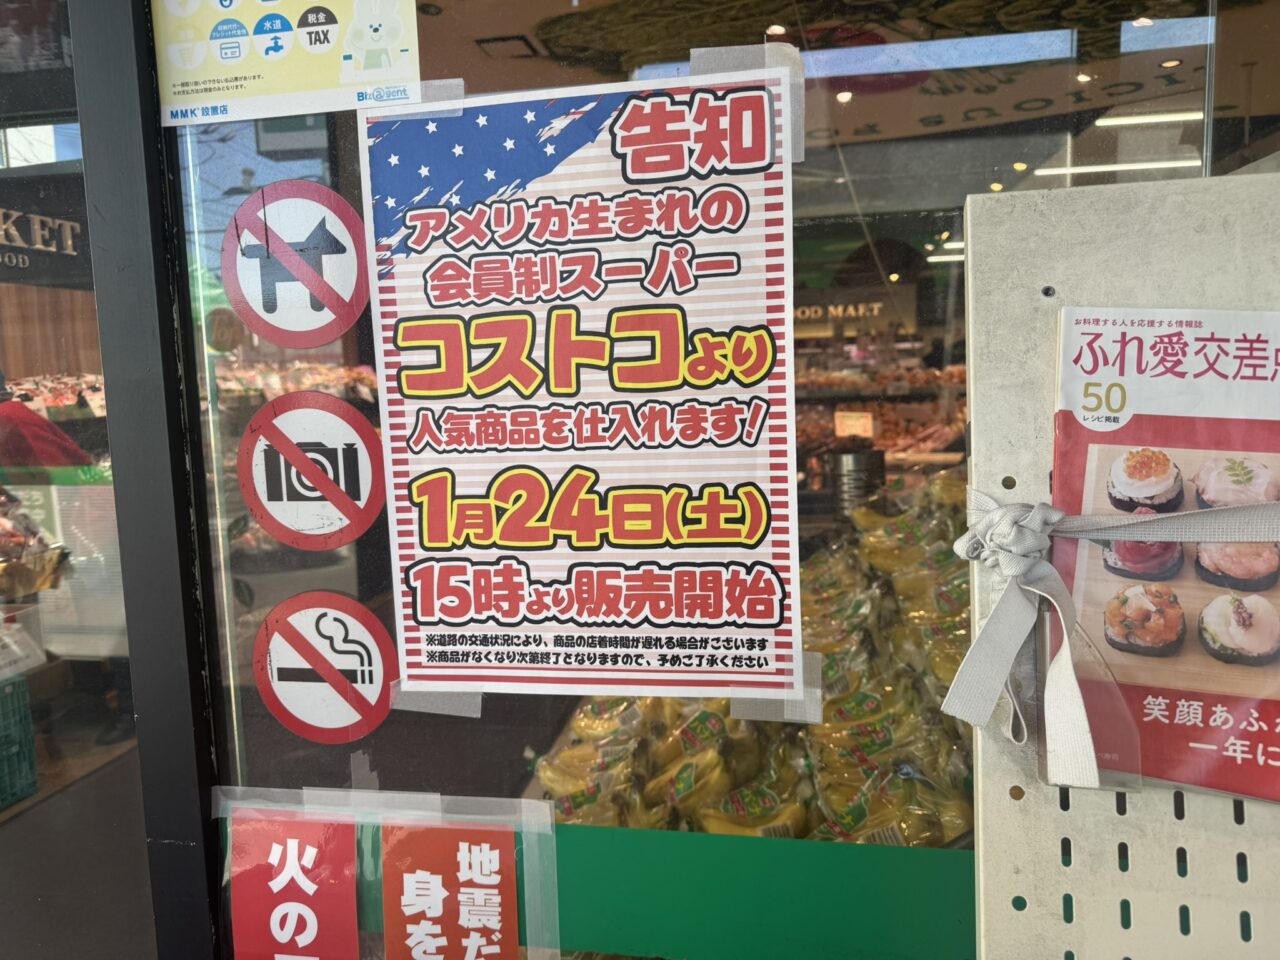 水道
税金
TAX
MMK設置店
Bizagent
告知
アメリカ生まれの
会員制スーパー
コストコより
人気商品を仕入れます!
1月24日(土)
15時より販売開始
※道路の交通状況により、商品の店着時間が遅れる場合がございます
※商品がなくなり次第終了となりますので、予めご了承ください
KET
OOD
OOD MAET
お料理する人を応援する情報誌
ふれ愛交差
50
レシピ掲載
笑顔あふ
一年に
火の
地震だ
身を